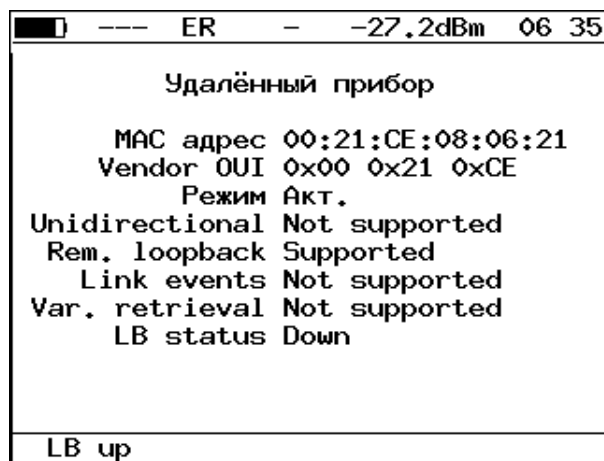 --- ER - -27.2dBm 06 35
Удалённый прибор
MAC адрес 00:21:CE:08:06:21
Vendor OUI 0x00 0x21 0xCE
Режим Акт.
Unidirectional Not supported
Rem. loopback Supported
Link events Not supported
Var. retrieval Not supported
LB status Down
LB up